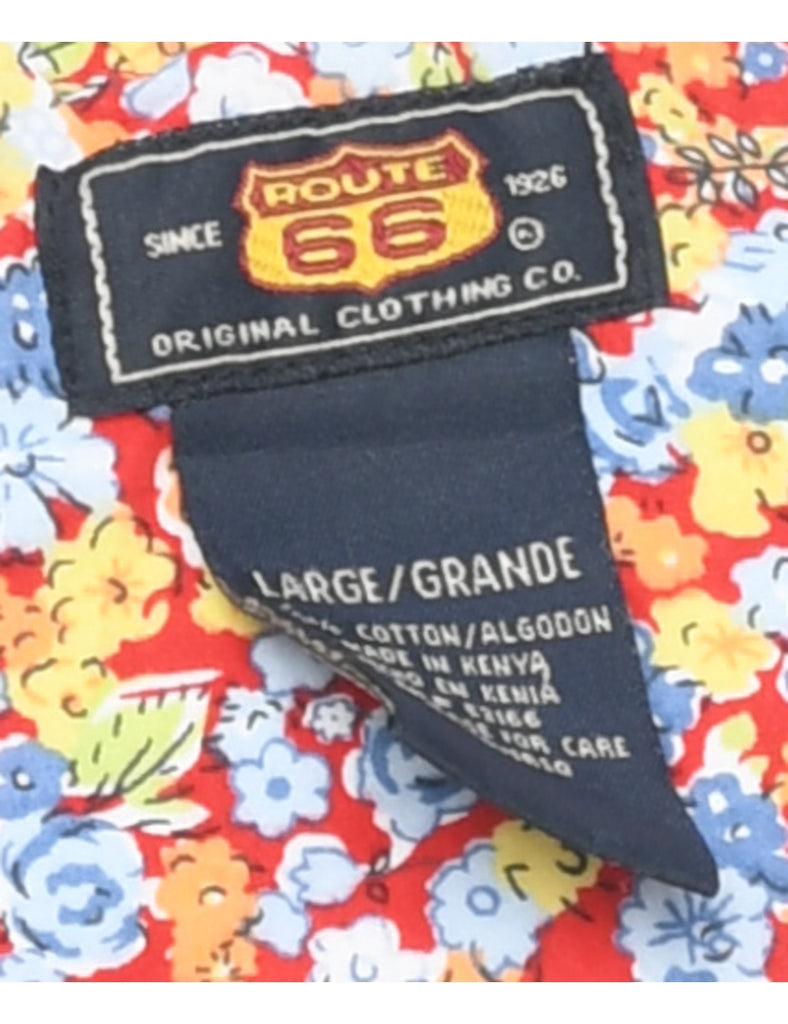 ROUTE
66
SINCE 1926
®
ORIGINAL CLOTHING CO.
LARGE/GRANDE
COTTON/ALGODON
MADE IN KENYA
EN KENIA
FOR CARE